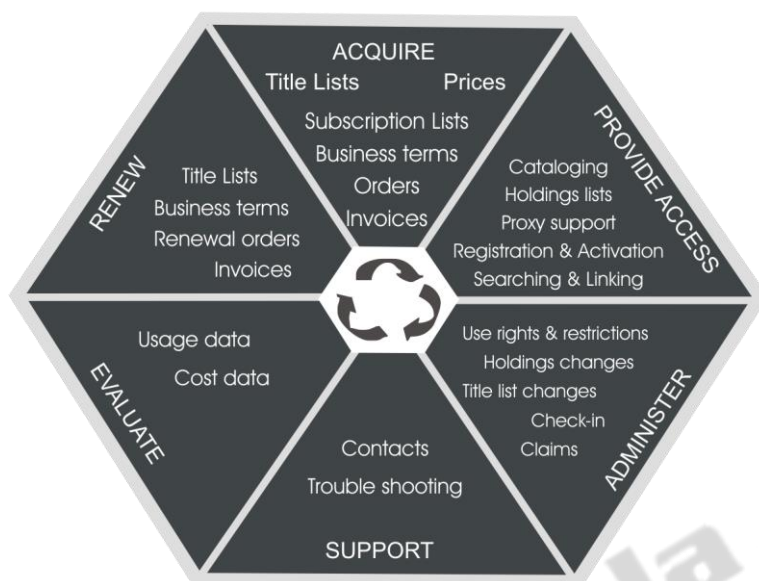 ACQUIRE
Title Lists Prices
Subscription Lists
Business terms
Orders
Invoices
PROVIDE ACCESS
Cataloging
Holdings lists
Proxy support
Registration & Activation
Searching & Linking
ADMINISTER
Use rights & restrictions
Holdings changes
Title list changes
Check-in
Claims
SUPPORT
Contacts
Trouble shooting
EVALUATE
Usage data
Cost data
RENEW
Title Lists
Business terms
Renewal orders
Invoices